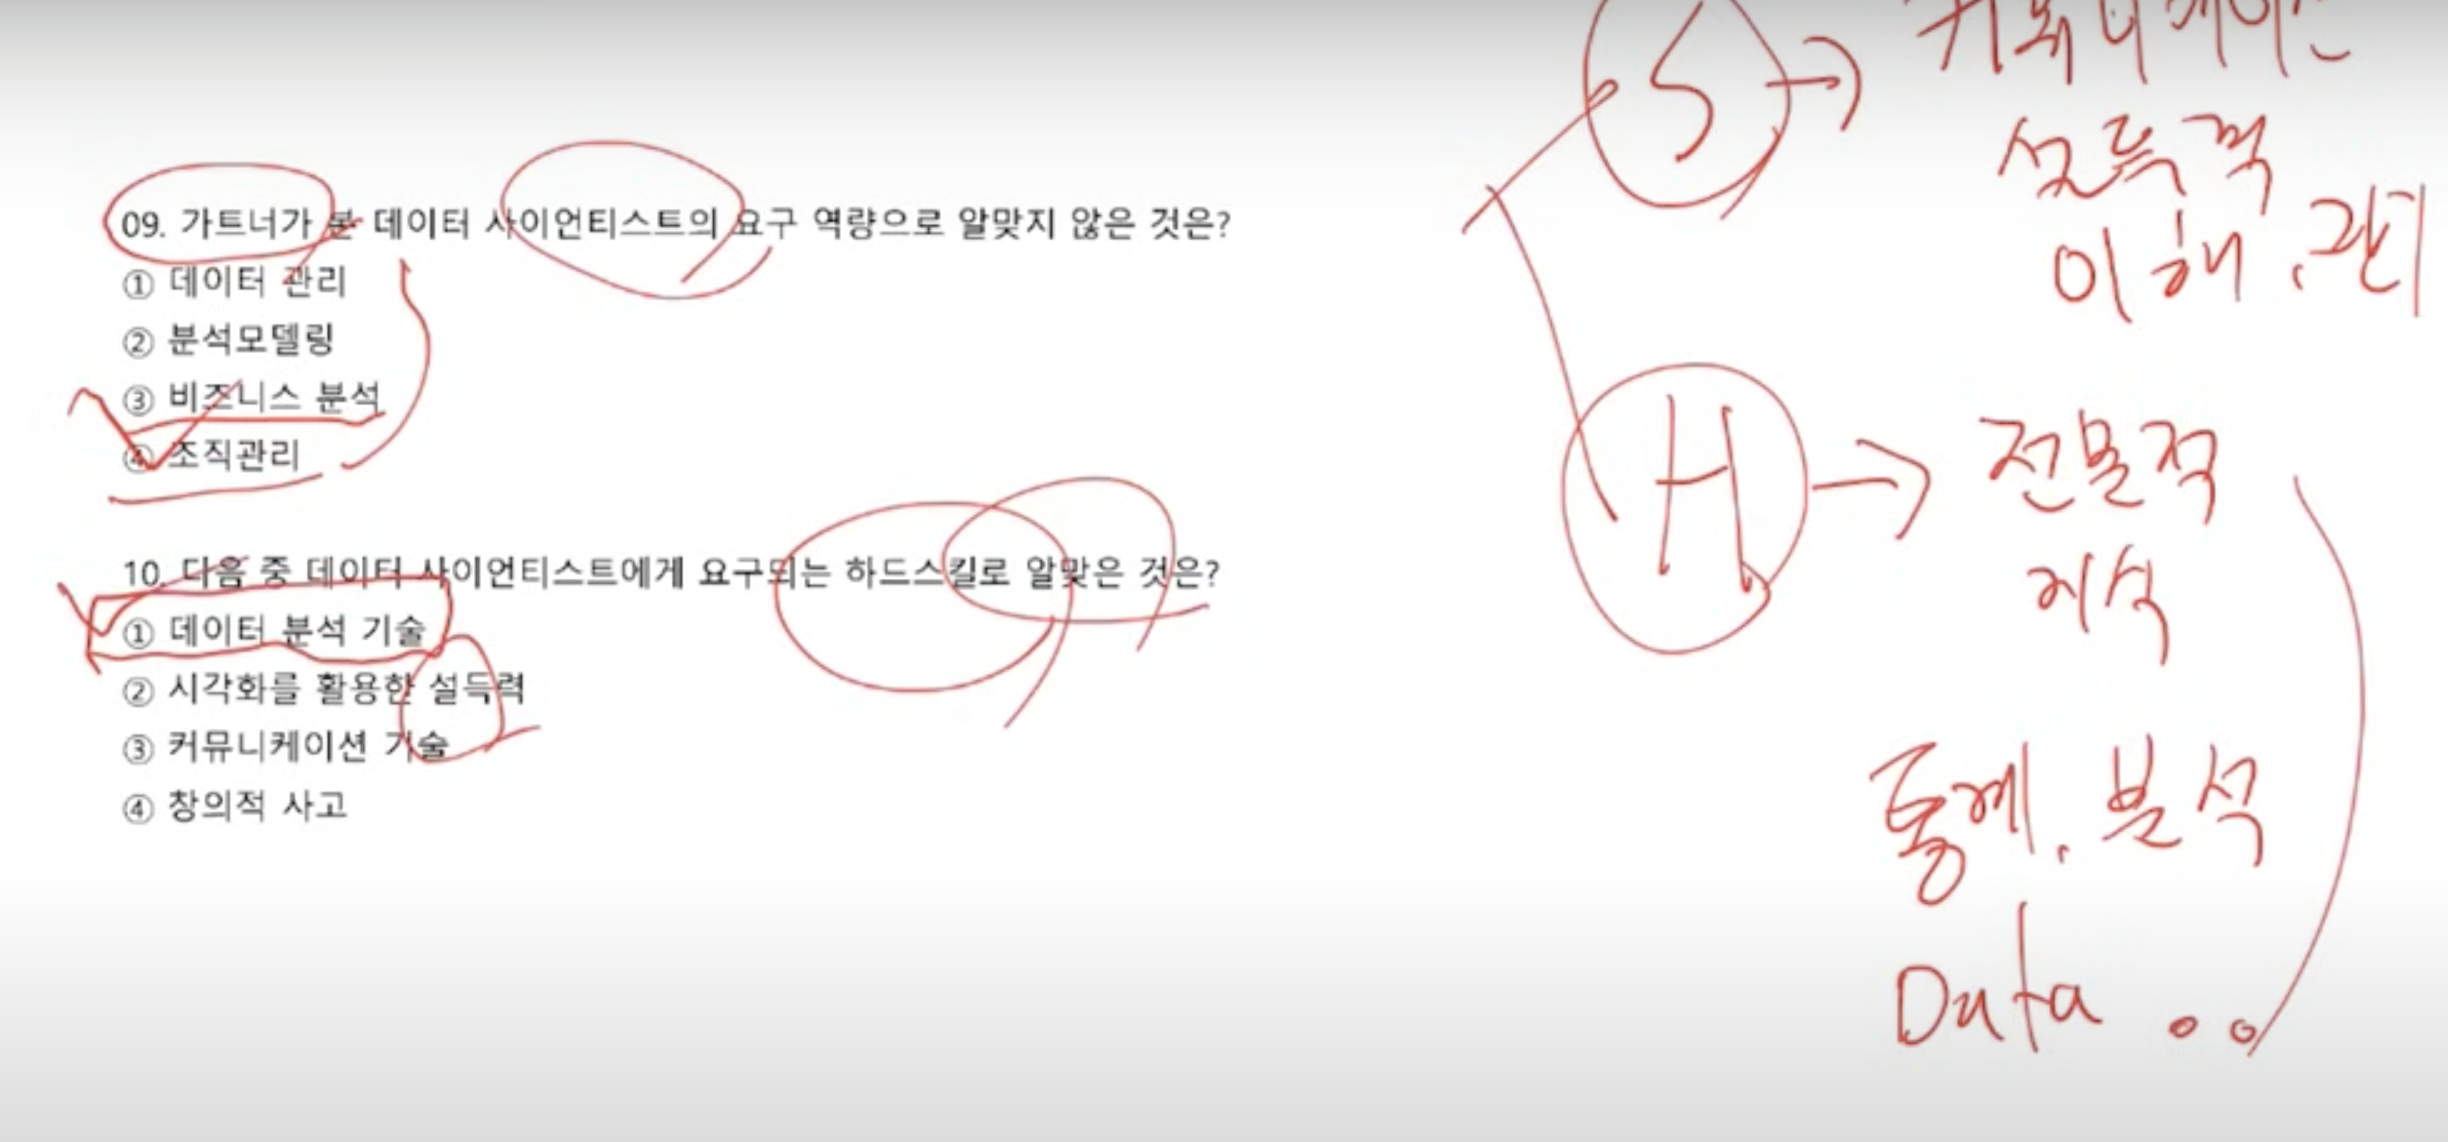 09. 가트너가 본 데이터 사이언티스트의 요구 역량으로 알맞지 않은 것은?
① 데이터 관리
② 분석모델링
③ 비즈니스 분석
④ 조직관리
10. 다음 중 데이터 사이언티스트에게 요구되는 하드스킬로 알맞은 것은?
① 데이터 분석 기술
② 시각화를 활용한 설득력
③ 커뮤니케이션 기술
④ 창의적 사고
S → 커뮤니케이션
설득력
이해,
H → 전문적
지식
통계, 분석
Data